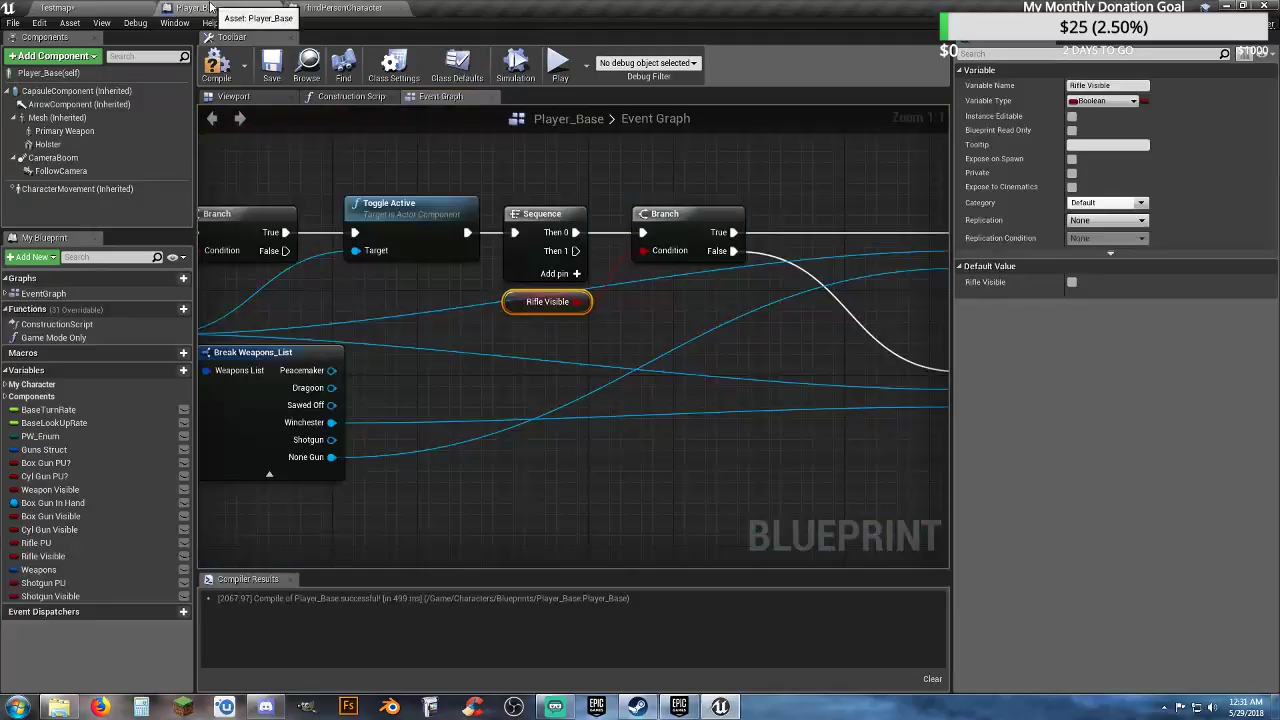 Testmap*
Player_B
ThirdPersonCharacter
My Monthly Donation Goal
Asset: Player_Base
File Edit Asset View Debug Window Help
$25 (2.50%)
$0
2 DAYS TO GO
$1000
Components
Toolbar
Add Component
Search
Compile
Save
Browse
Find
Class Settings
Class Defaults
Simulation
Play
No debug object selected
Debug Filter
Search
Player_Base(self)
CapsuleComponent (Inherited)
ArrowComponent (Inherited)
Mesh (Inherited)
Primary Weapon
Holster
CameraBoom
FollowCamera
CharacterMovement (Inherited)
Viewport
Construction Scrip
Event Graph
Player_Base > Event Graph
Zoom 1:1
Variable
Variable Name
Rifle Visible
Variable Type
Boolean
Instance Editable
Blueprint Read Only
Tooltip
Expose on Spawn
Private
Expose to Cinematics
Category
Default
Replication
None
Replication Condition
None
Default Value
Rifle Visible
Branch
True
Condition
False
Toggle Active
Target is Actor Component
Target
Sequence
Then 0
Then 1
Add pin
Branch
True
Condition
False
Rifle Visible
Break Weapons_List
Weapons List
Peacemaker
Dragoon
Sawed Off
Winchester
Shotgun
None Gun
BLUEPRINT
My Blueprint
Add New
Search
Graphs
EventGraph
Functions (31 Overridable)
ConstructionScript
Game Mode Only
Macros
Variables
My Character
Components
BaseTurnRate
BaseLookUpRate
PW_Enum
Guns Struct
Box Gun PU?
Cyl Gun PU?
Weapon Visible
Box Gun In Hand
Box Gun Visible
Cyl Gun Visible
Rifle PU
Rifle Visible
Weapons
Shotgun PU
Shotgun Visible
Event Dispatchers
Compiler Results
[2067.97] Compile of Player_Base successful! [in 499 ms] (/Game/Characters/Blueprints/Player_Base.Player_Base)
Clear
Fs
EPIC GAMES
EPIC GAMES
12:31 AM
5/29/2018